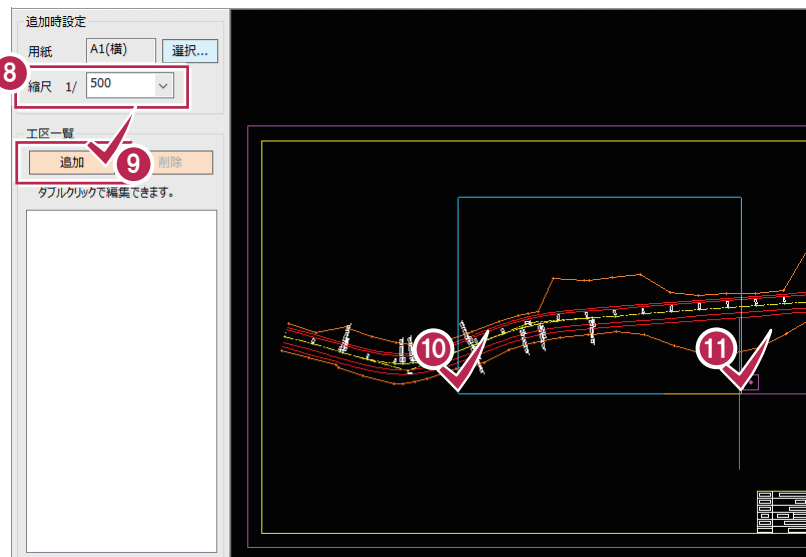 追加時設定
用紙 A1(横) 選択...
8
縮尺 1/ 500
工区一覧
追加 9 削除
ダブルクリックで編集できます。
10
11